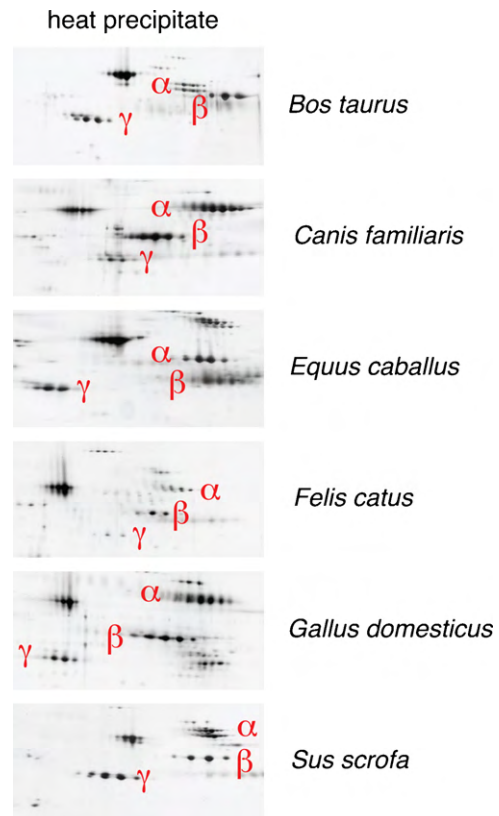 heat precipitate
α
β
γ
Bos taurus
α
β
γ
Canis familiaris
α
β
γ
Equus caballus
α
β
γ
Felis catus
α
β
γ
Gallus domesticus
α
β
γ
Sus scrofa